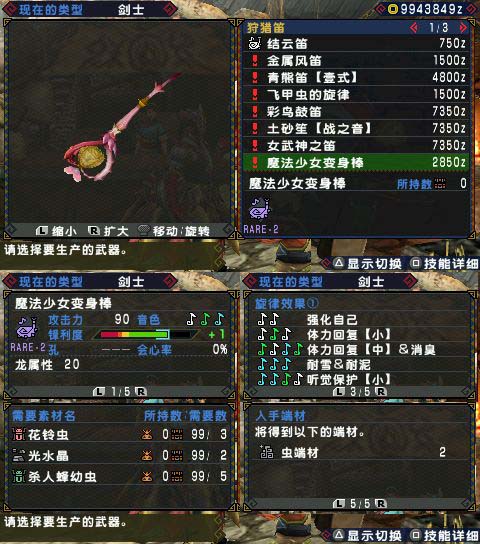 现在的类型 剑士
缩小 扩大 移动/旋转
请选择要生产的武器。
9943849z
狩猎笛 1/3
结云笛 750z
金属风笛 1500z
青熊笛【壹式】 4800z
飞甲虫的旋律 1500z
彩鸟鼓笛 7350z
土砂笙【战之音】 7350z
女武神之笛 7350z
魔法少女变身棒 2850z
魔法少女变身棒 所持数 0
RARE-2
显示切换 技能详细
现在的类型 剑士
魔法少女变身棒
攻击力 90 音色
锋利度 +1
RARE-2 孔 --- 会心率 0%
龙属性 20
L 1/5 R
现在的类型 剑士
旋律效果①
强化自己
体力回复【小】
体力回复【中】&消臭
耐雪&耐泥
听觉保护【小】
L 3/5 R
需要素材名 所持数/需要数
花铃虫 0 99/ 3
光水晶 0 99/ 2
杀人蜂幼虫 0 99/ 5
请选择要生产的武器。
入手端材
将得到以下的端材。
虫端材 2
L 5/5 R
显示切换 技能详细